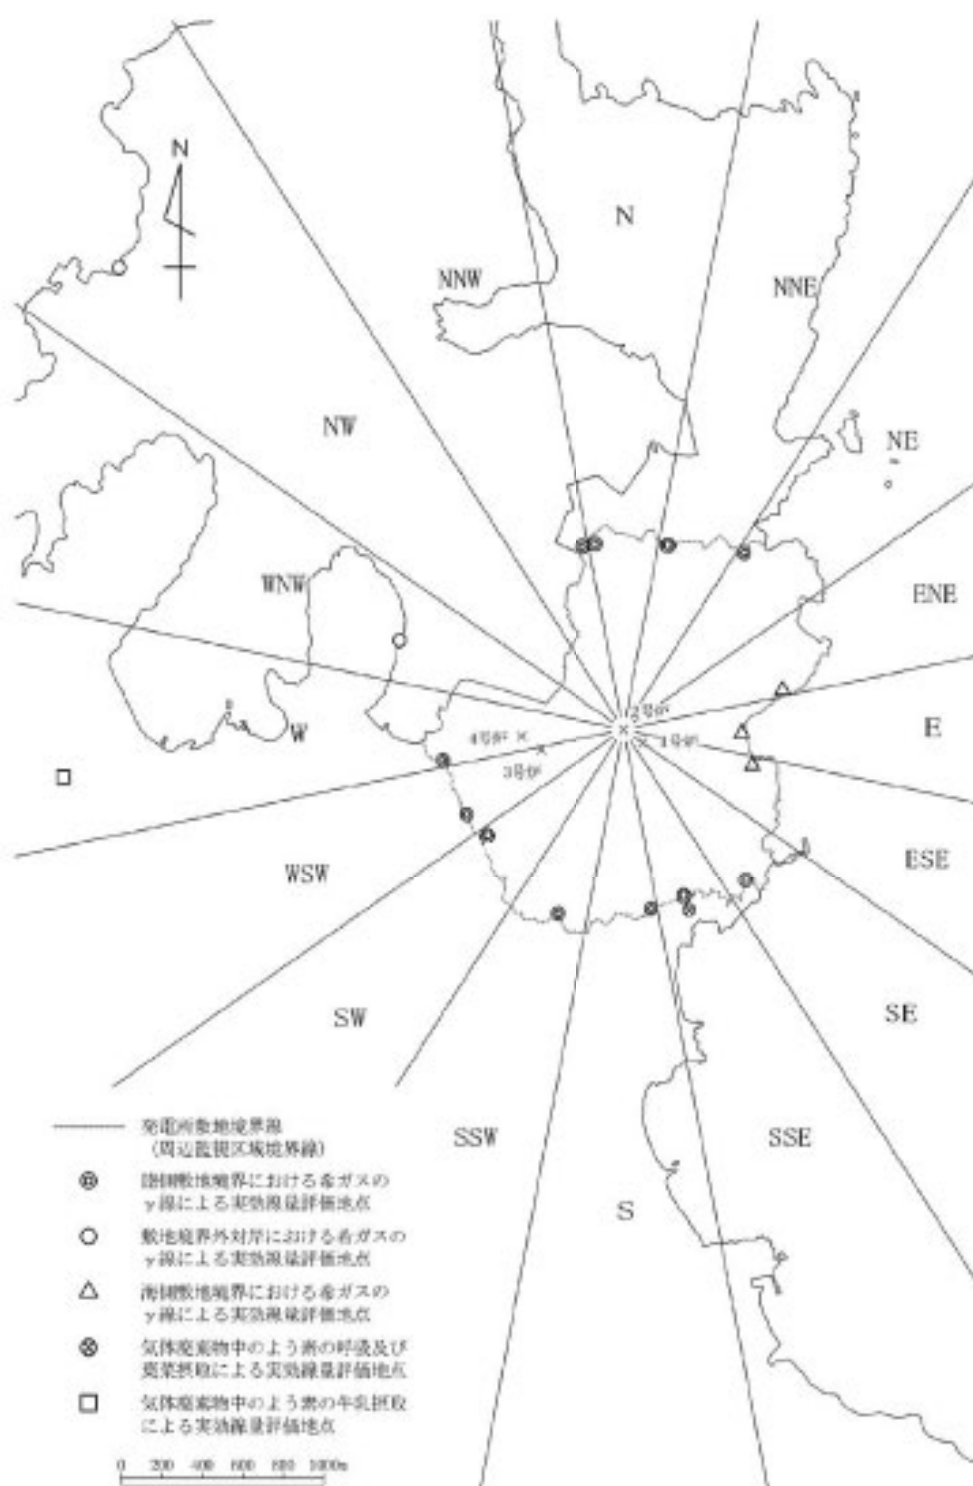 N
N
NNW
NNE
NW
NE
WNW
ENE
2号炉
W
4号炉
1号炉
E
3号炉
WSW
ESE
SW
SE
SSW
SSE
S
発電所敷地境界線
(周辺監視区域境界線)
陸側敷地境界における希ガスの
γ線による実効線量評価地点
敷地境界外対岸における希ガスの
γ線による実効線量評価地点
海側敷地境界における希ガスの
γ線による実効線量評価地点
気体廃棄物中のよう素の呼吸及び
葉菜摂取による実効線量評価地点
気体廃棄物中のよう素の牛乳摂取
による実効線量評価地点
0 200 400 600 800 1000m